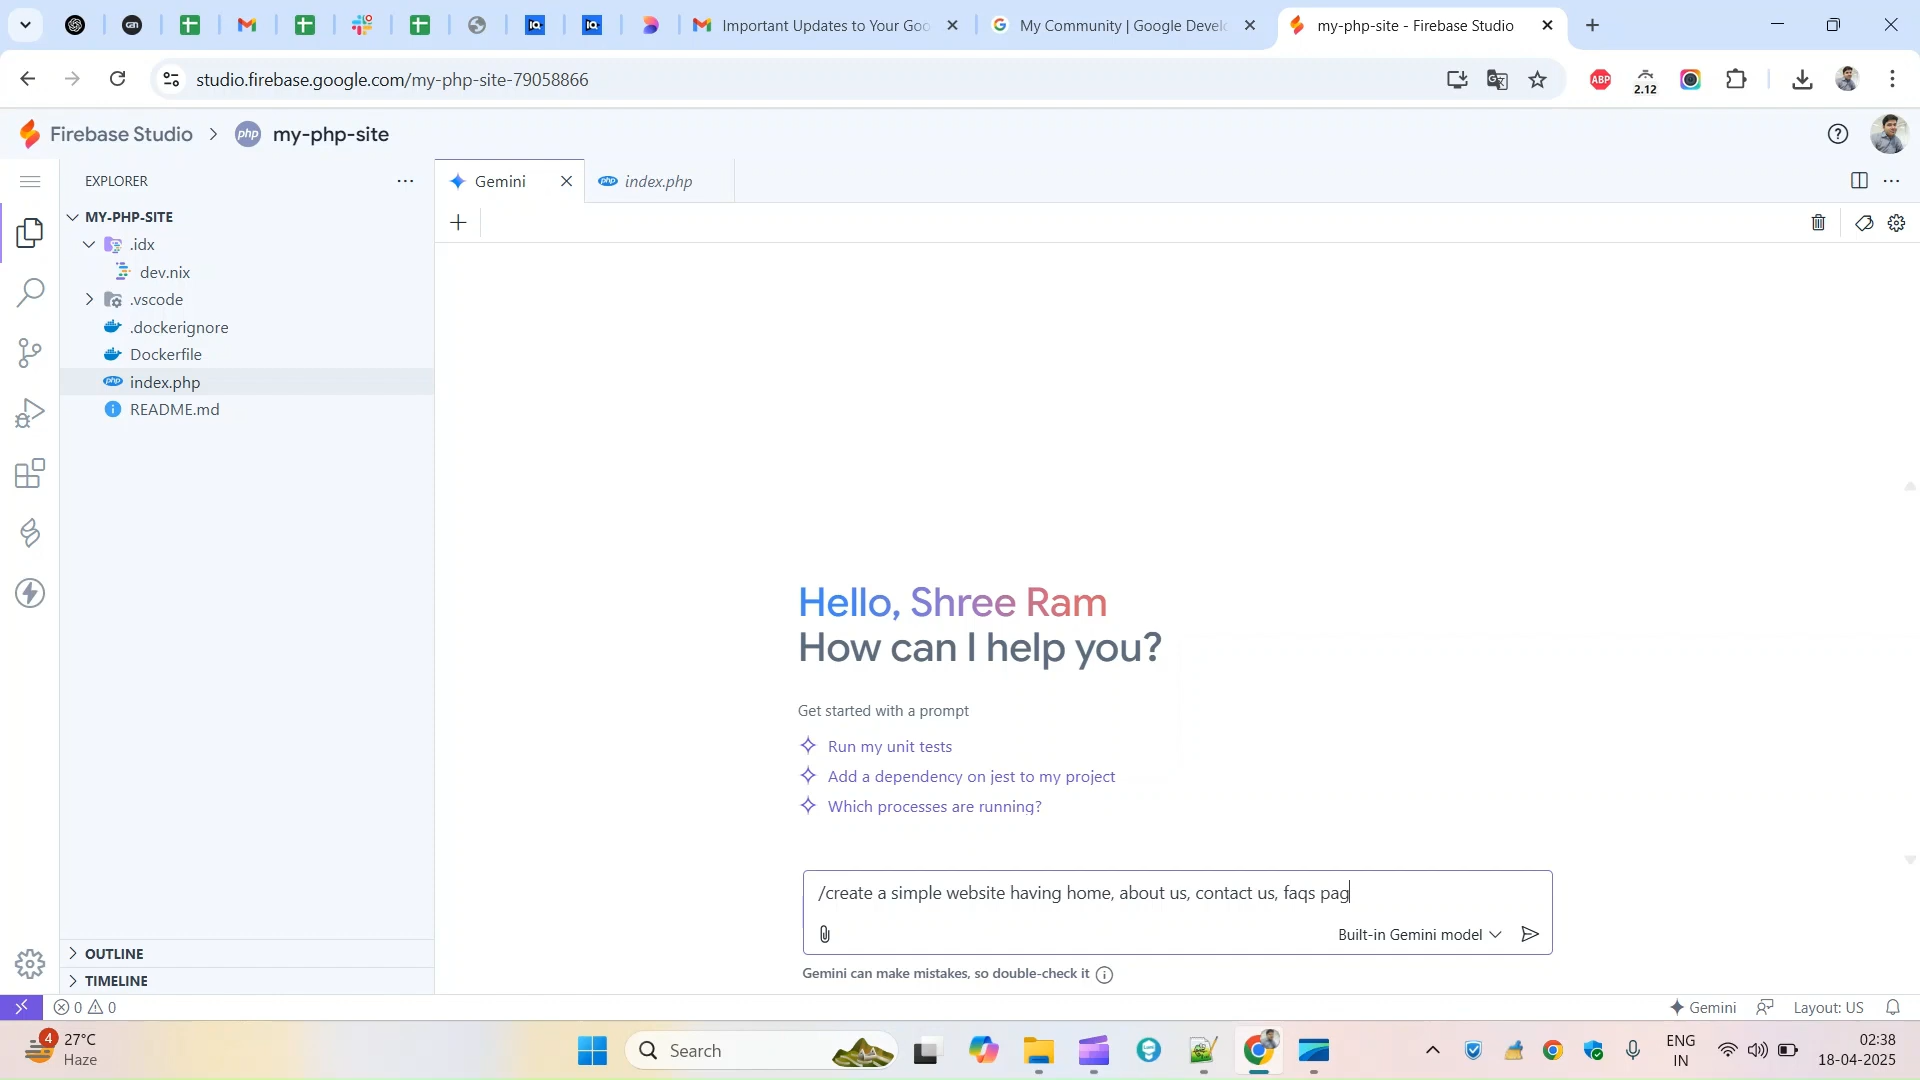 Important Updates to Your Goo
My Community | Google Develo
my-php-site - Firebase Studio
studio.firebase.google.com/my-php-site-79058866
ABP
2.12
Firebase Studio > php my-php-site
EXPLORER
Gemini
php index.php
MY-PHP-SITE
.idx
dev.nix
.vscode
.dockerignore
Dockerfile
php index.php
README.md
Hello, Shree Ram
How can I help you?
Get started with a prompt
Run my unit tests
Add a dependency on jest to my project
Which processes are running?
/create a simple website having home, about us, contact us, faqs pag
Built-in Gemini model
Gemini can make mistakes, so double-check it
OUTLINE
TIMELINE
0 0
Gemini
Layout: US
4
27°C
Haze
Search
ENG
IN
02:38
18-04-2025